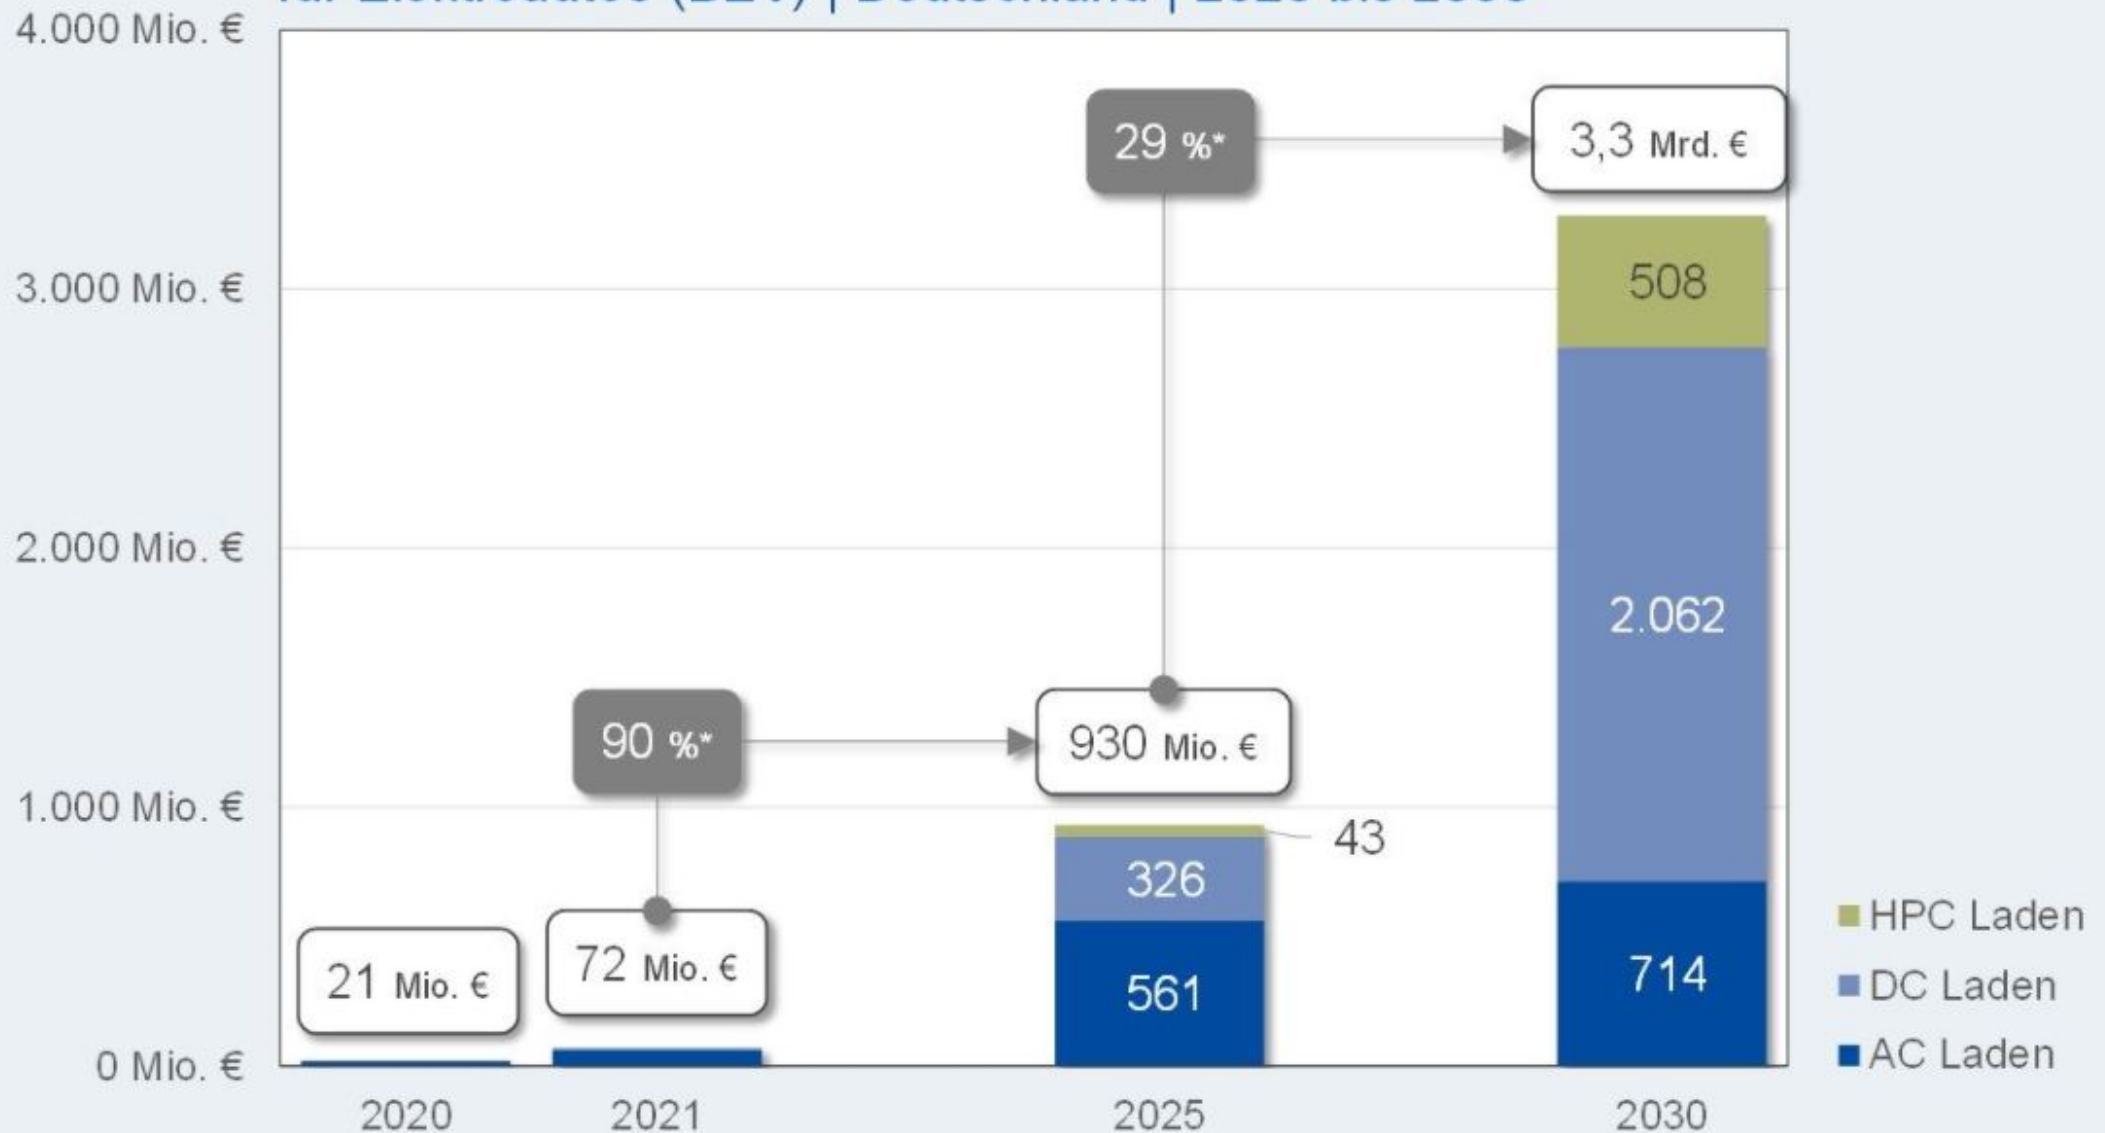 4.000 Mio. €
3.000 Mio. €
2.000 Mio. €
1.000 Mio. €
0 Mio. €
29 %*
3,3 Mrd. €
508
2.062
714
90 %*
930 Mio. €
43
326
561
21 Mio. €
72 Mio. €
HPC Laden
DC Laden
AC Laden
2020
2021
2025
2030